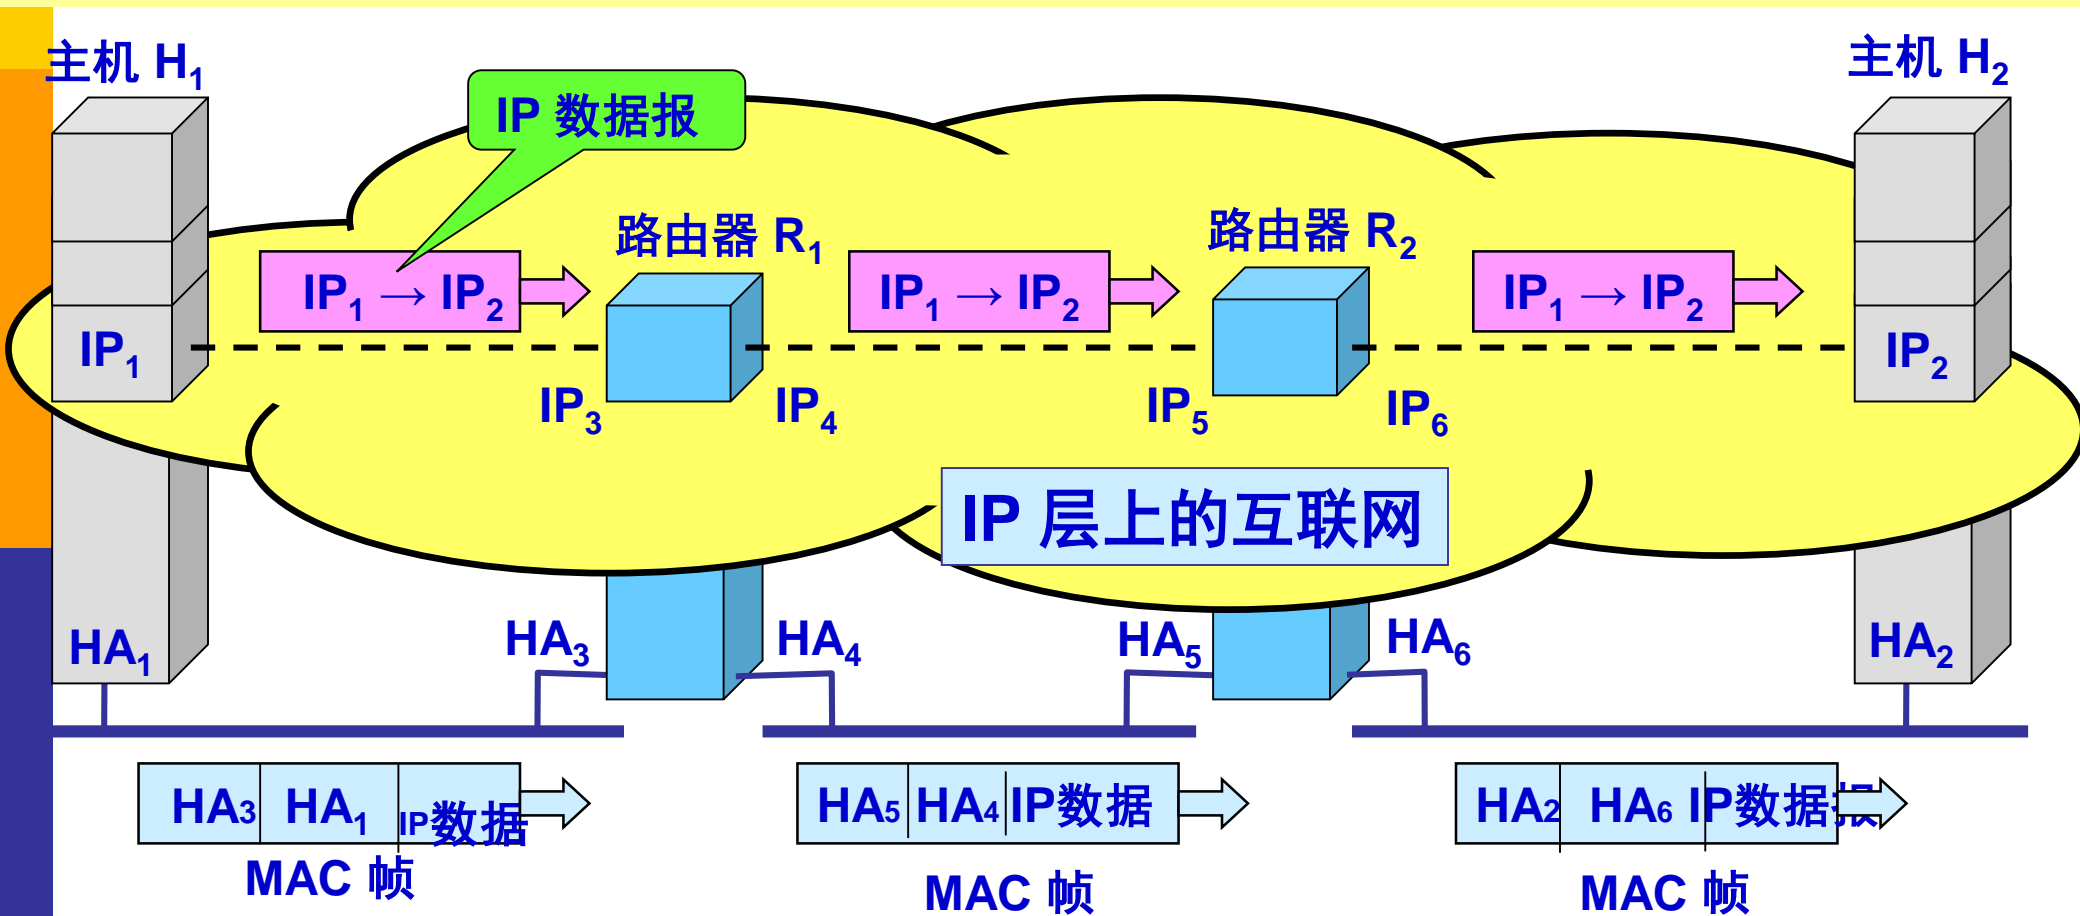 主机 H1
主机 H2
IP 数据报
路由器 R1
路由器 R2
IP1 → IP2
IP1 → IP2
IP1 → IP2
IP1
IP2
IP3
IP4
IP5
IP6
IP 层上的互联网
HA1
HA3
HA4
HA5
HA6
HA2
HA3 HA1 IP数据
HA5 HA4 IP数据
HA2 HA6 IP数据报
MAC 帧
MAC 帧
MAC 帧